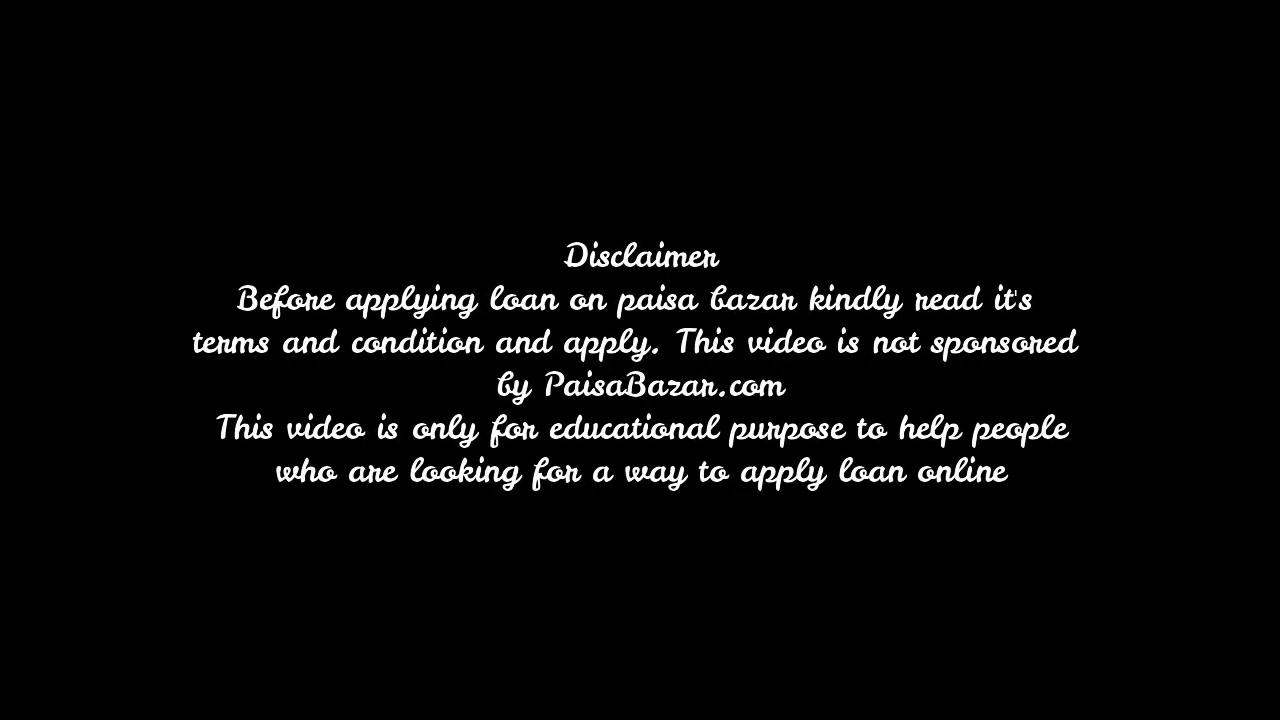 Disclaimer
Before applying loan on paisa bazar kindly read it's
terms and condition and apply. This video is not sponsored
by PaisaBazar.com
This video is only for educational purpose to help people
who are looking for a way to apply loan online